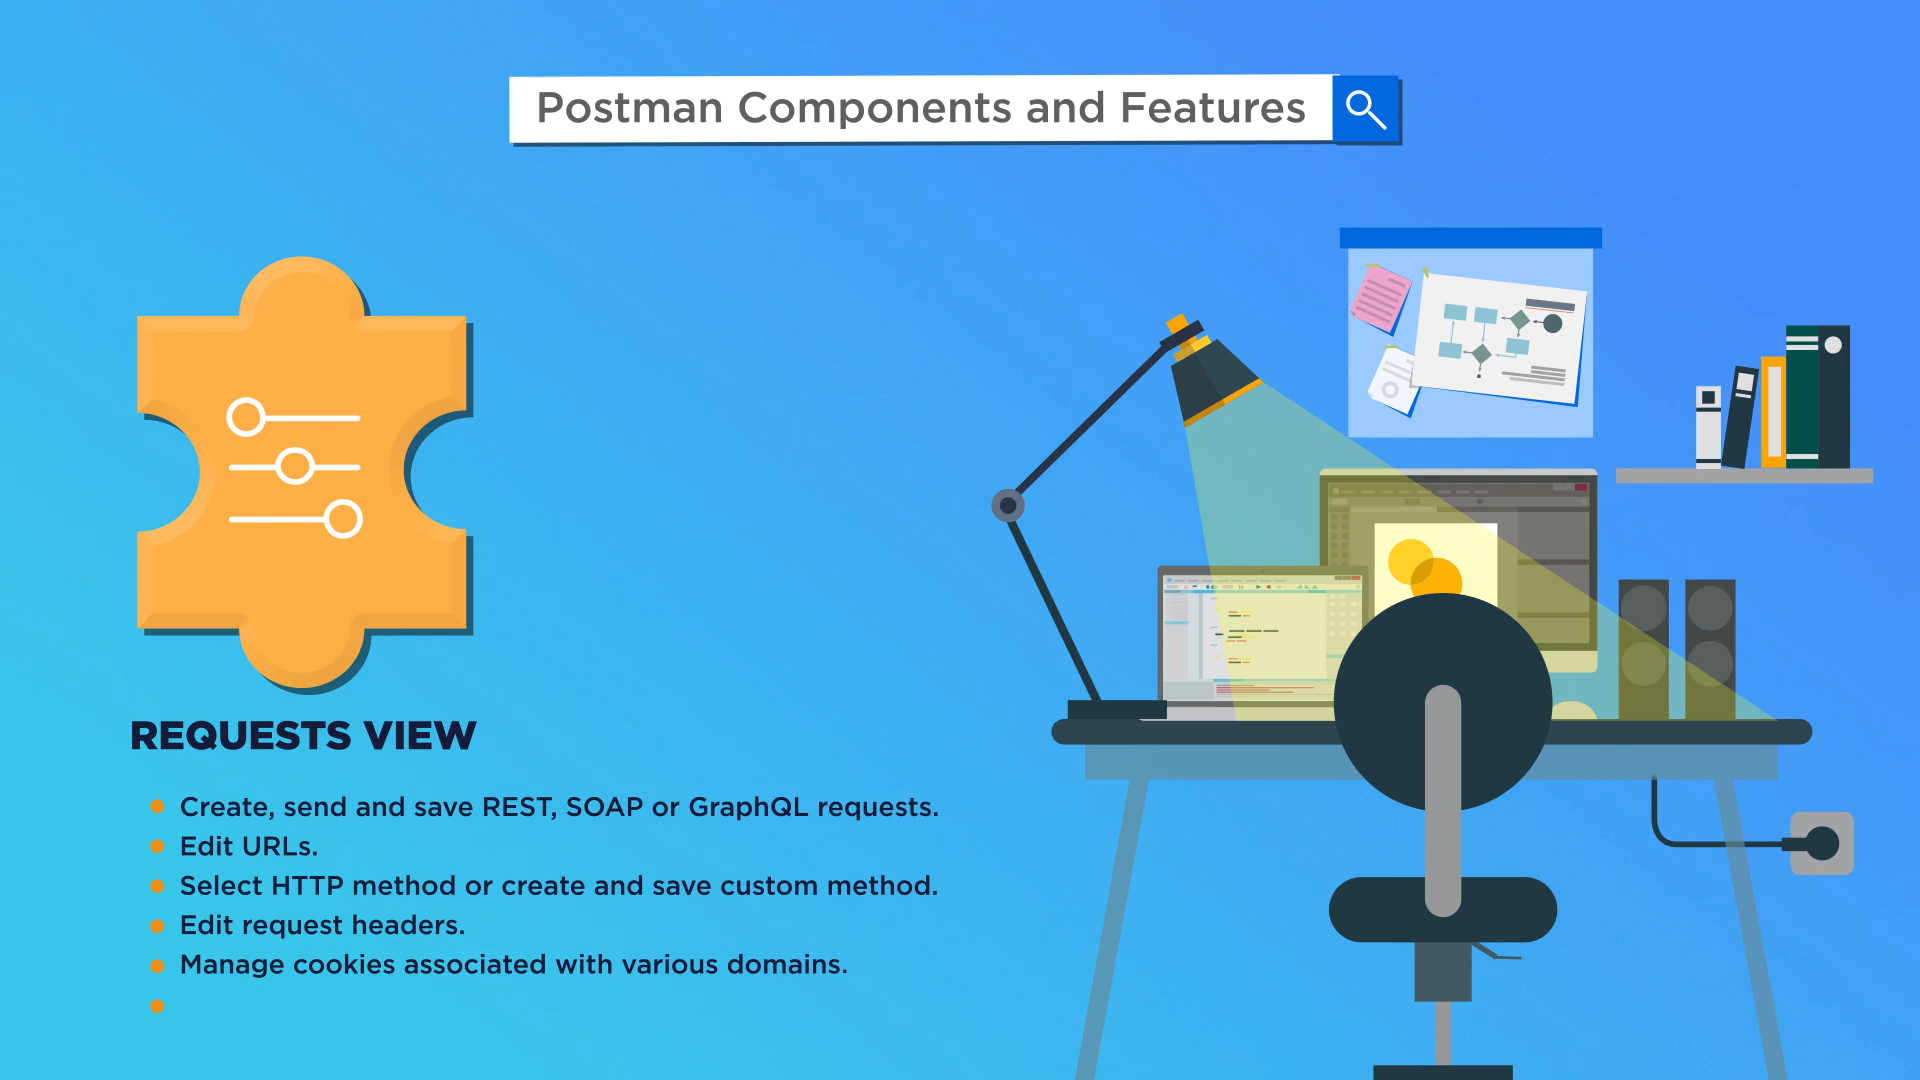 Postman Components and Features
REQUESTS VIEW
Create, send and save REST, SOAP or GraphQL requests.
Edit URLs.
Select HTTP method or create and save custom method.
Edit request headers.
Manage cookies associated with various domains.